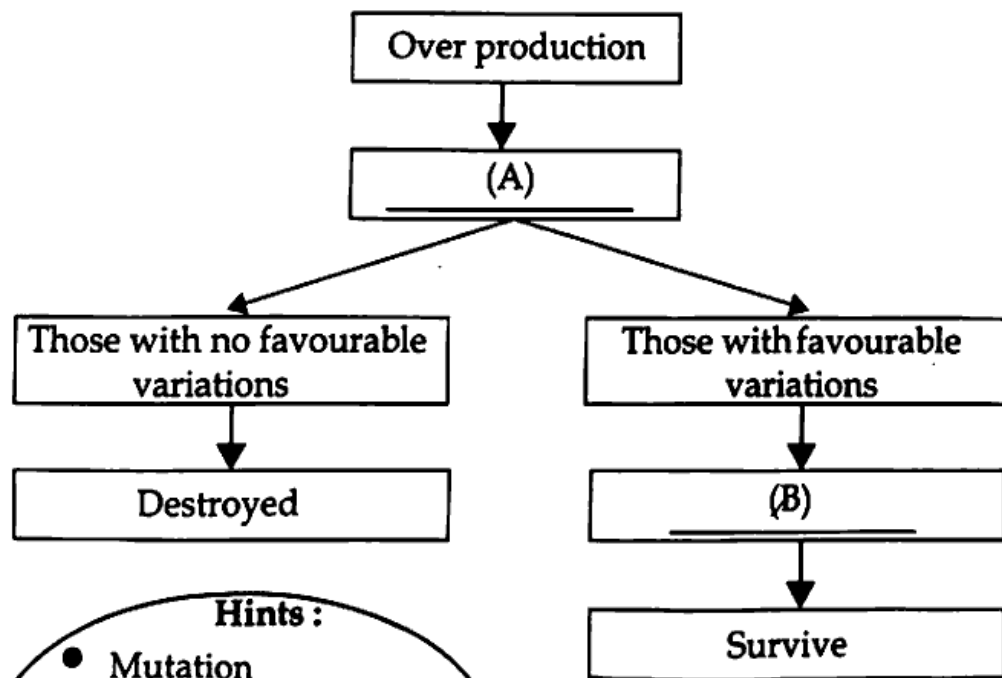 Over production
(A)
Those with no favourable
variations
Those with favourable
variations
Destroyed
(B)
Survive
Hints :
● Mutation